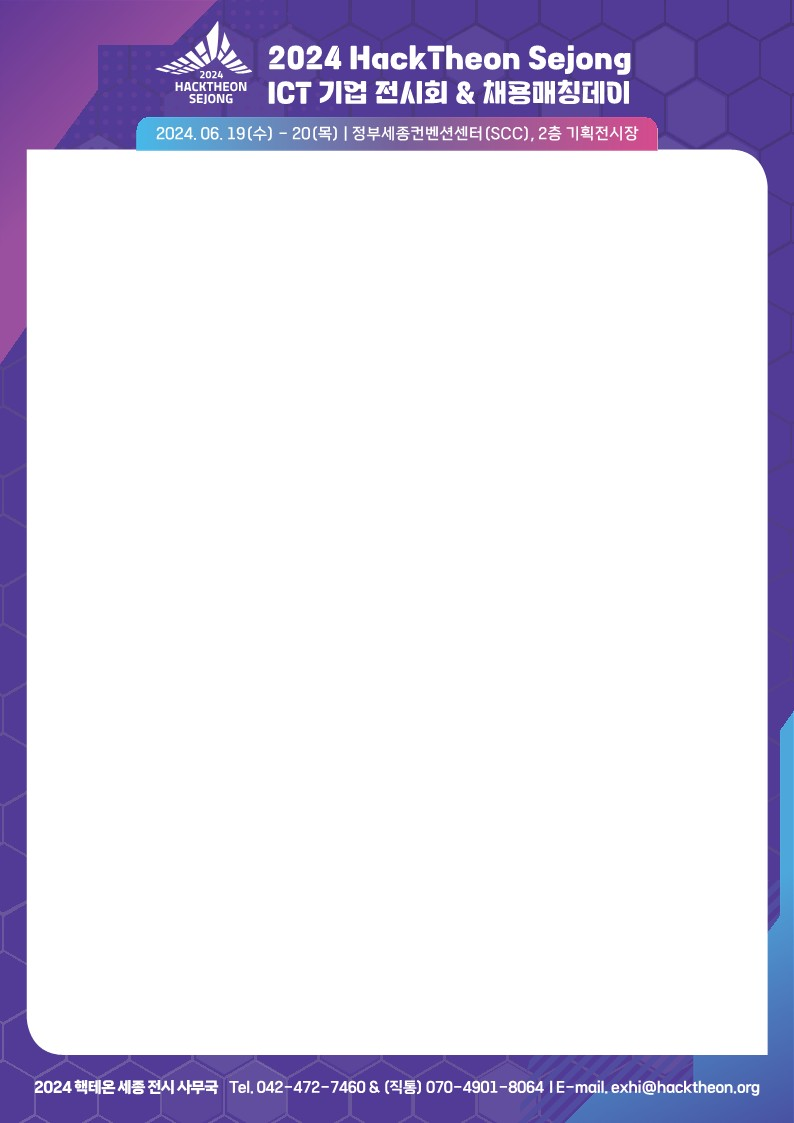 2024
HACKTHEON
SEJONG
2024 HackTheon Sejong
ICT 기업 전시회 & 채용매칭데이
2024. 06. 19(수) - 20(목) | 정부세종컨벤션센터(SCC), 2층 기획전시장
2024 핵테온 세종 전시 사무국 | Tel. 042-472-7460 & (직통) 070-4901-8064 | E-mail. exhi@hacktheon.org